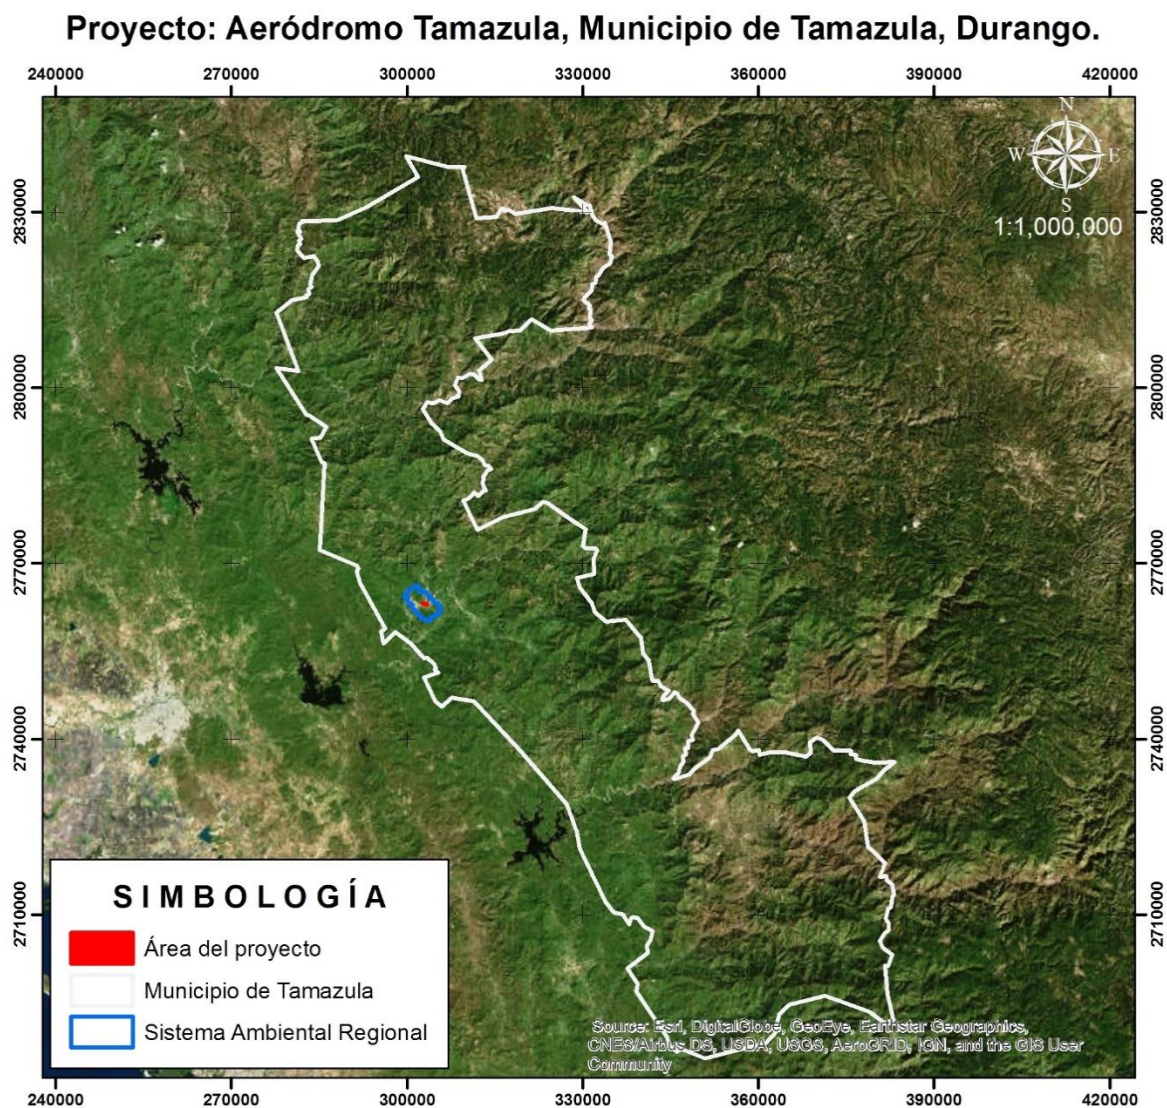 Proyecto: Aeródromo Tamazula, Municipio de Tamazula, Durango.
240000 270000 300000 330000 360000 390000 420000
N
W E
S
1:1,000,000
2830000 2830000
2800000 2800000
2770000 2770000
2740000 2740000
2710000 2710000
SIMBOLOGÍA
Área del proyecto
Municipio de Tamazula
Sistema Ambiental Regional
Source: Esri, DigitalGlobe, GeoEye, Earthstar Geographics,
CNES/Airbus DS, USDA, USGS, AeroGRID, IGN, and the GIS User
Community
240000 270000 300000 330000 360000 390000 420000